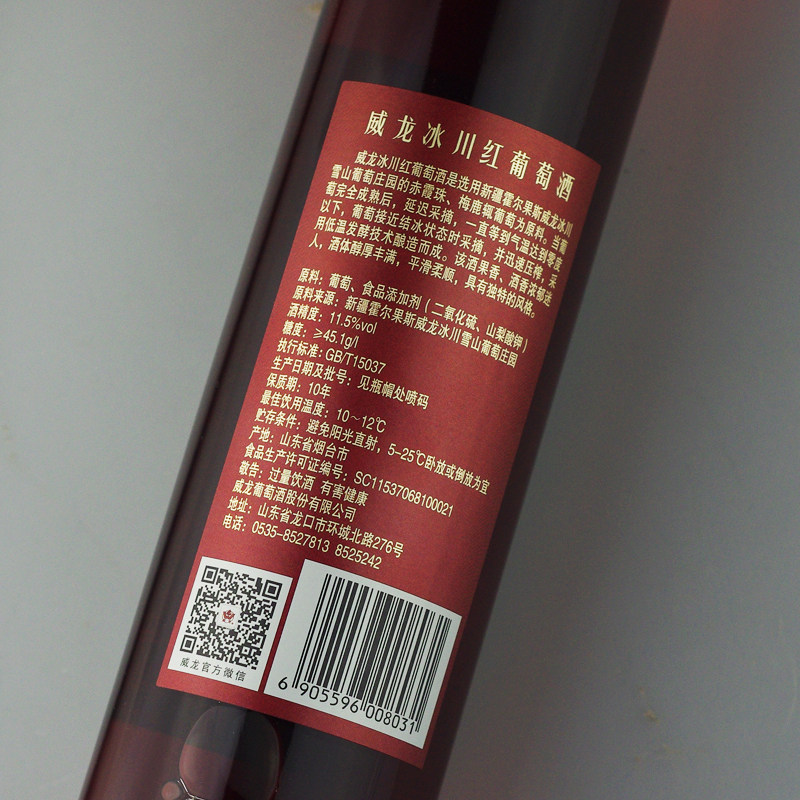 威龙冰川红葡萄酒
威龙冰川红葡萄酒是选用新疆霍尔果斯威龙冰川
雪山葡萄庄园的赤霞珠、梅鹿辄葡萄为原料。当葡
萄完全成熟后，延迟采摘，一直等到气温达到零度
以下，葡萄接近结冰状态时采摘，并迅速压榨，采
用低温发酵技术酿造而成。该酒果香、酒香浓郁迷
人，酒体醇厚丰满，平滑柔顺，具有独特的风格。
原料：葡萄、食品添加剂（二氧化硫、山梨酸钾）
原料来源：新疆霍尔果斯威龙冰川雪山葡萄庄园
酒精度：11.5%vol
糖度：≥45.1g/l
执行标准：GB/T15037
生产日期及批号：见瓶帽处喷码
保质期：10年
最佳饮用温度：10～12℃
贮存条件：避免阳光直射，5-25℃卧放或倒放为宜
产地：山东省烟台市
食品生产许可证编号：SC11537068100021
敬告：过量饮酒 有害健康
威龙葡萄酒股份有限公司
地址：山东省龙口市环城北路276号
电话：0535-8527813 8525242
威龙官方微信
6 905596 008031